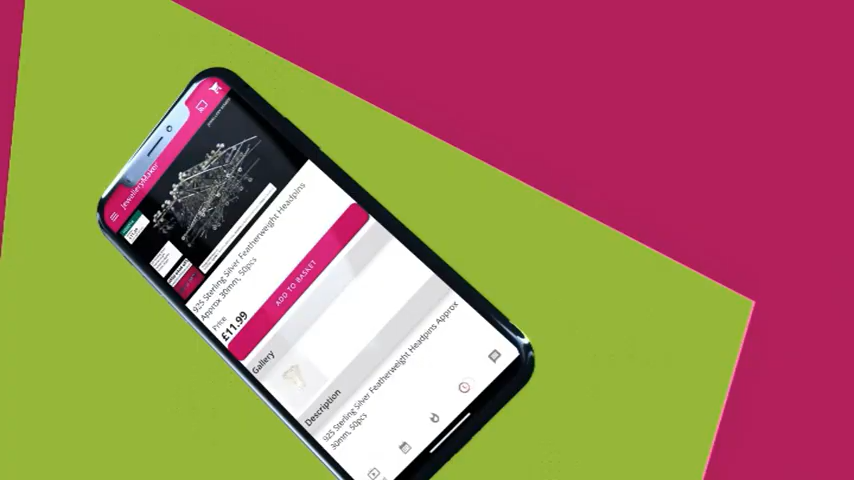 JewelleryMaker
925 Sterling Silver Featherweight Headpins
Approx 30mm, 50pcs
Price
£11.99
ADD TO BASKET
Gallery
Description
925 Sterling Silver Featherweight Headpins Approx
30mm, 50pcs